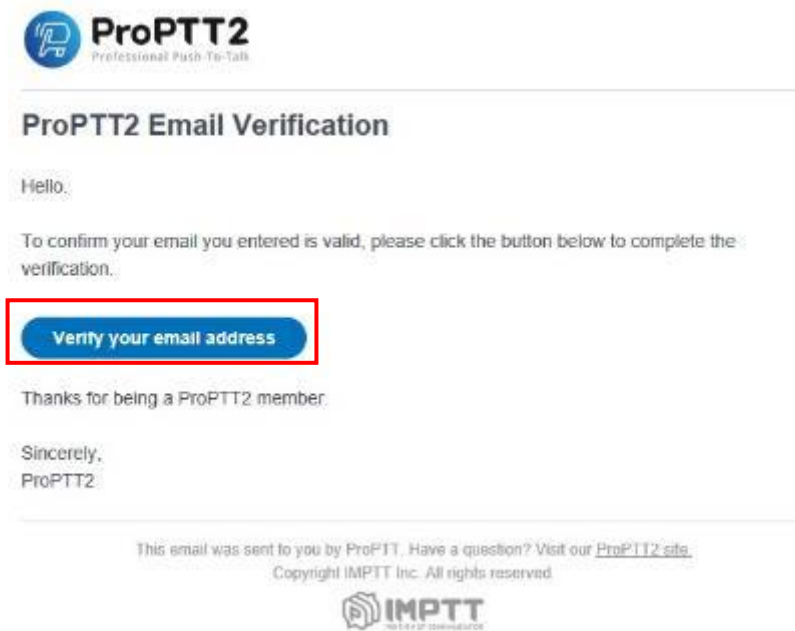 ProPTT2
Professional Push-To-Talk
ProPTT2 Email Verification
Hello.
To confirm your email you entered is valid, please click the button below to complete the
verification.
Verify your email address
Thanks for being a ProPTT2 member.
Sincerely,
ProPTT2
This email was sent to you by ProPTT. Have a question? Visit our ProPTT2 site.
Copyright IMPTT Inc. All rights reserved
IMPTT